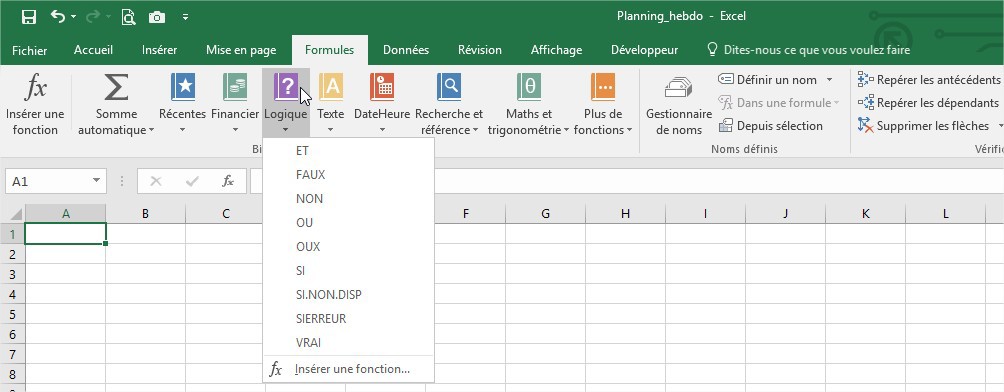 Planning_hebdo - Excel
Fichier Accueil Insérer Mise en page Formules Données Révision Affichage Développeur Dites-nous ce que vous voulez faire
fx Σ ? A θ
Insérer une fonction
Somme automatique
Récentes
Financier
Logique
Texte
DateHeure
Recherche et référence
Maths et trigonométrie
Plus de fonctions
Gestionnaire de noms
Définir un nom
Dans une formule
Depuis sélection
Noms définis
Repérer les antécédents
Repérer les dépendants
Supprimer les flèches
A1 fx
ET
FAUX
NON
OU
OUX
SI
SI.NON.DISP
SIERREUR
VRAI
fx Insérer une fonction...
A B C F G H I J K L
1
2
3
4
5
6
7
8